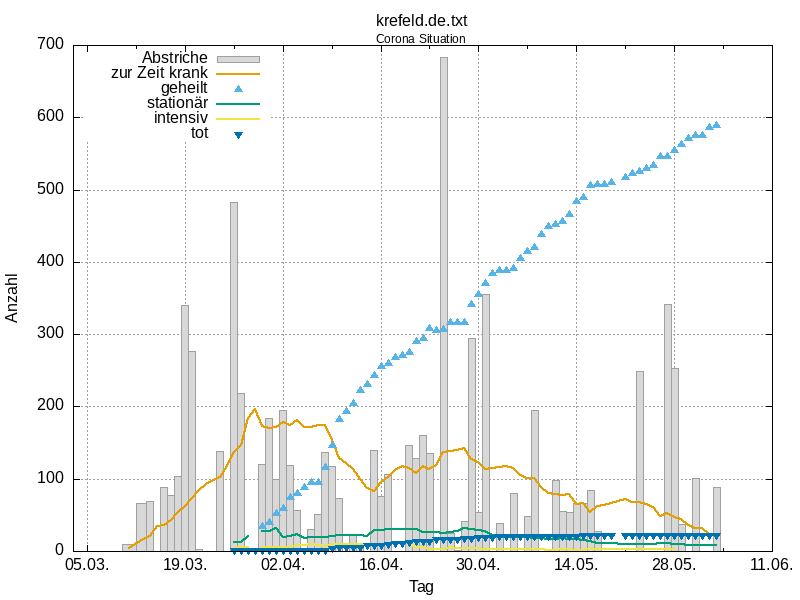 krefeld.de.txt
Corona Situation
Abstriche
zur Zeit krank
geheilt
stationär
intensiv
tot
Anzahl
700
600
500
400
300
200
100
0
05.03. 19.03. 02.04. 16.04. 30.04. 14.05. 28.05. 11.06.
Tag